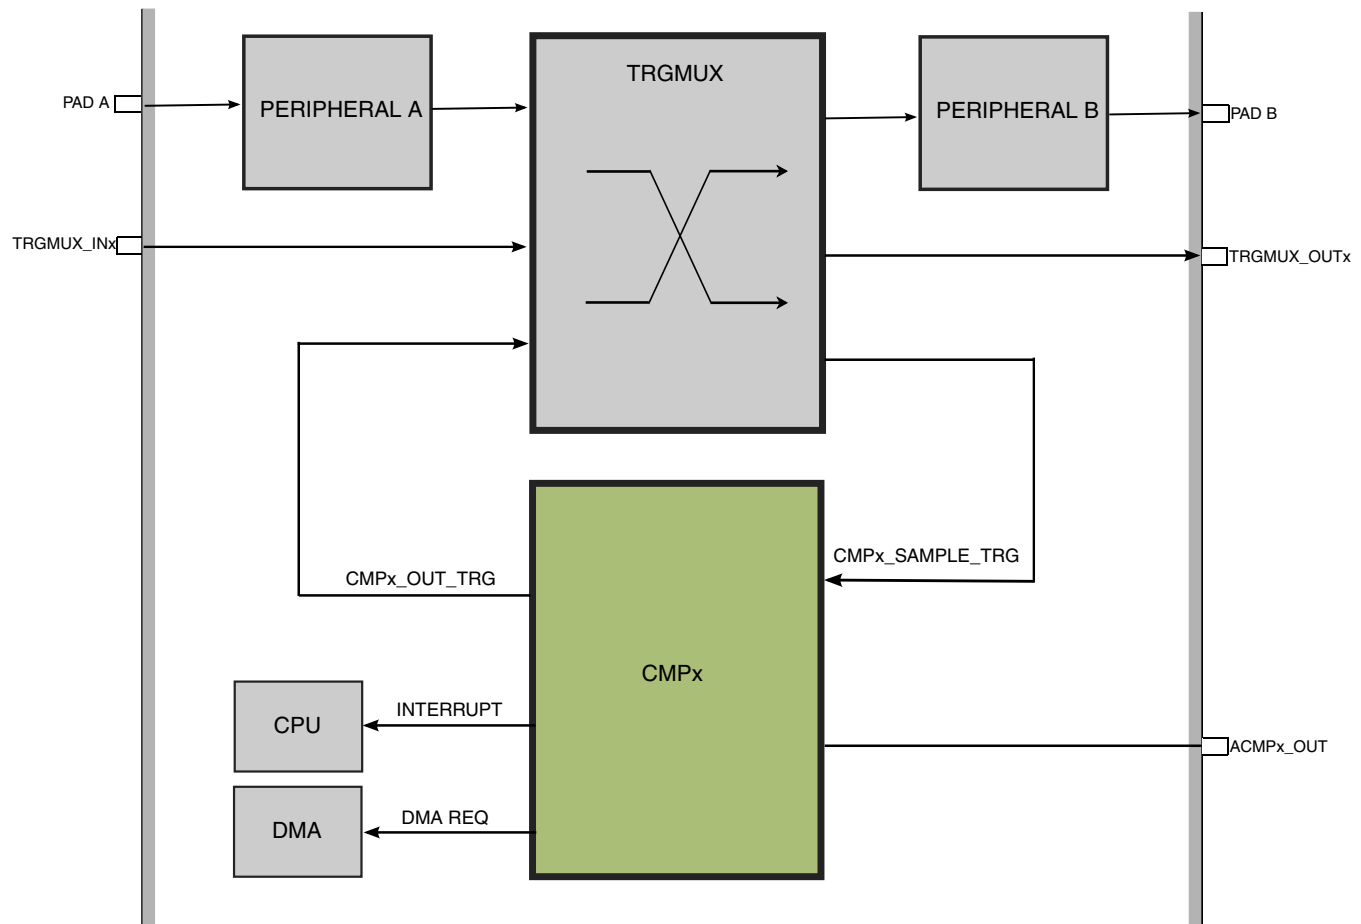 TRGMUX
PAD A
PERIPHERAL A
PERIPHERAL B
PAD B
TRGMUX_INx
TRGMUX_OUTx
CMPx_SAMPLE_TRG
CMPx_OUT_TRG
CMPx
INTERRUPT
CPU
ACMPx_OUT
DMA REQ
DMA